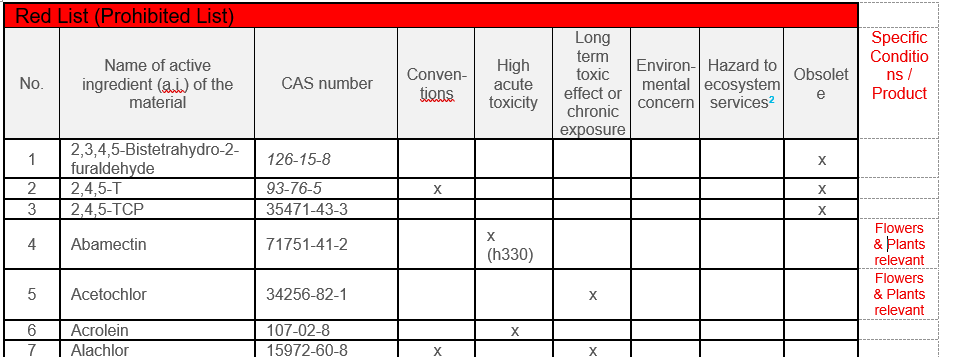 Red List (Prohibited List)
No.
Name of active
ingredient (a.i.) of the
material
CAS number
Conven-
tions
High
acute
toxicity
Long
term
toxic
effect or
chronic
exposure
Environ-
mental
concern
Hazard to
ecosystem
services2
Obsolet
e
Specific
Conditio
ns /
Product
1
2,3,4,5-Bistetrahydro-2-
furaldehyde
126-15-8
x
2 2,4,5-T 93-76-5 x x
3 2,4,5-TCP 35471-43-3 x
4 Abamectin 71751-41-2
x
(h330)
Flowers
& Plants
relevant
5 Acetochlor 34256-82-1 x
Flowers
& Plants
relevant
6 Acrolein 107-02-8 x
7 Alachlor 15972-60-8 x x